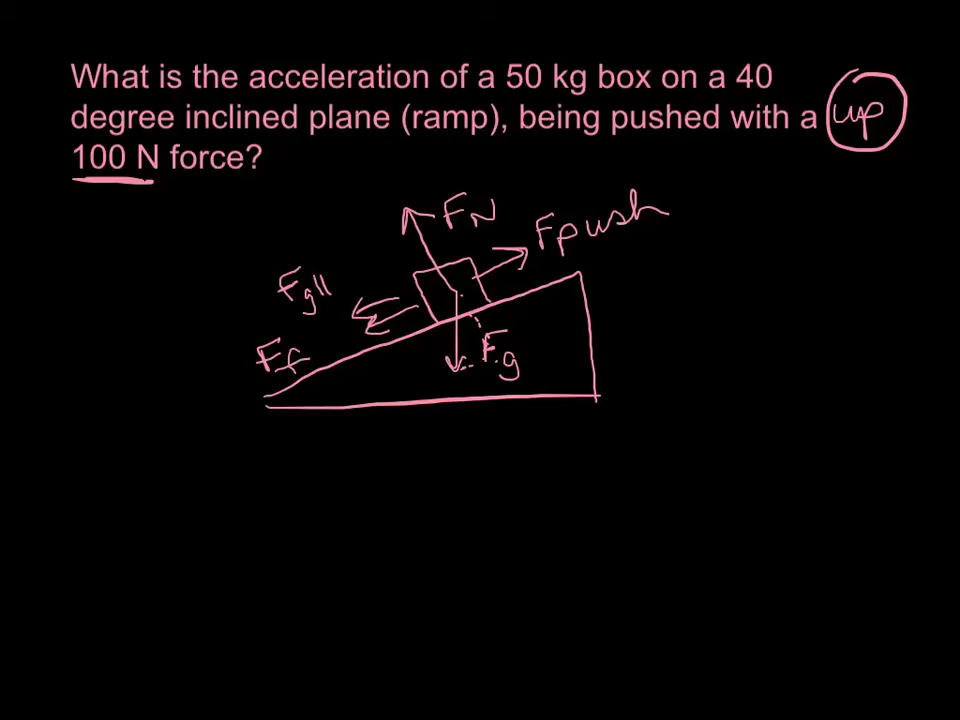 What is the acceleration of a 50 kg box on a 40
degree inclined plane (ramp), being pushed with a up
100 N force?
FN
Fpush
Fg||
Ff
Fg